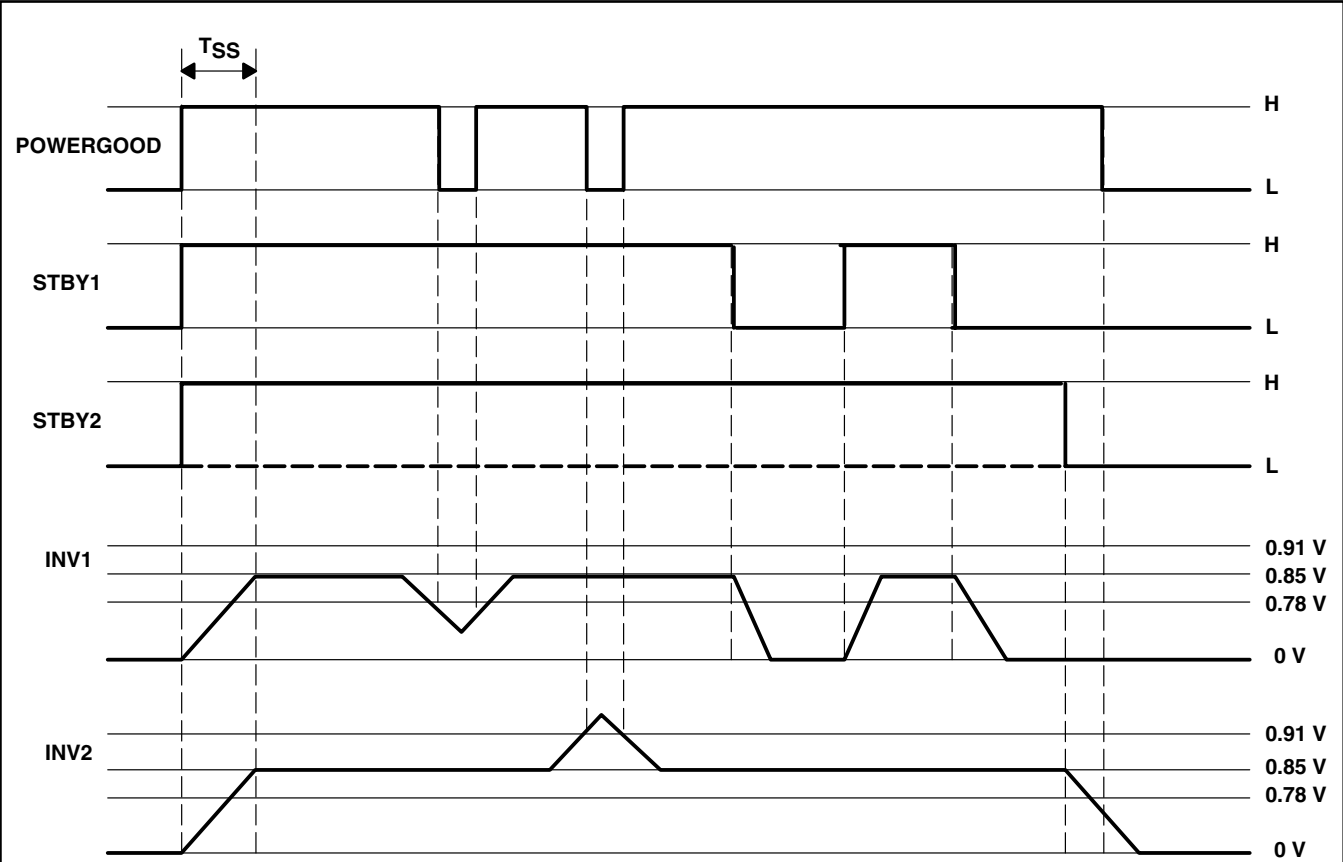 TSS
POWERGOOD
H
L
STBY1
H
L
STBY2
H
L
INV1
0.91 V
0.85 V
0.78 V
0 V
INV2
0.91 V
0.85 V
0.78 V
0 V